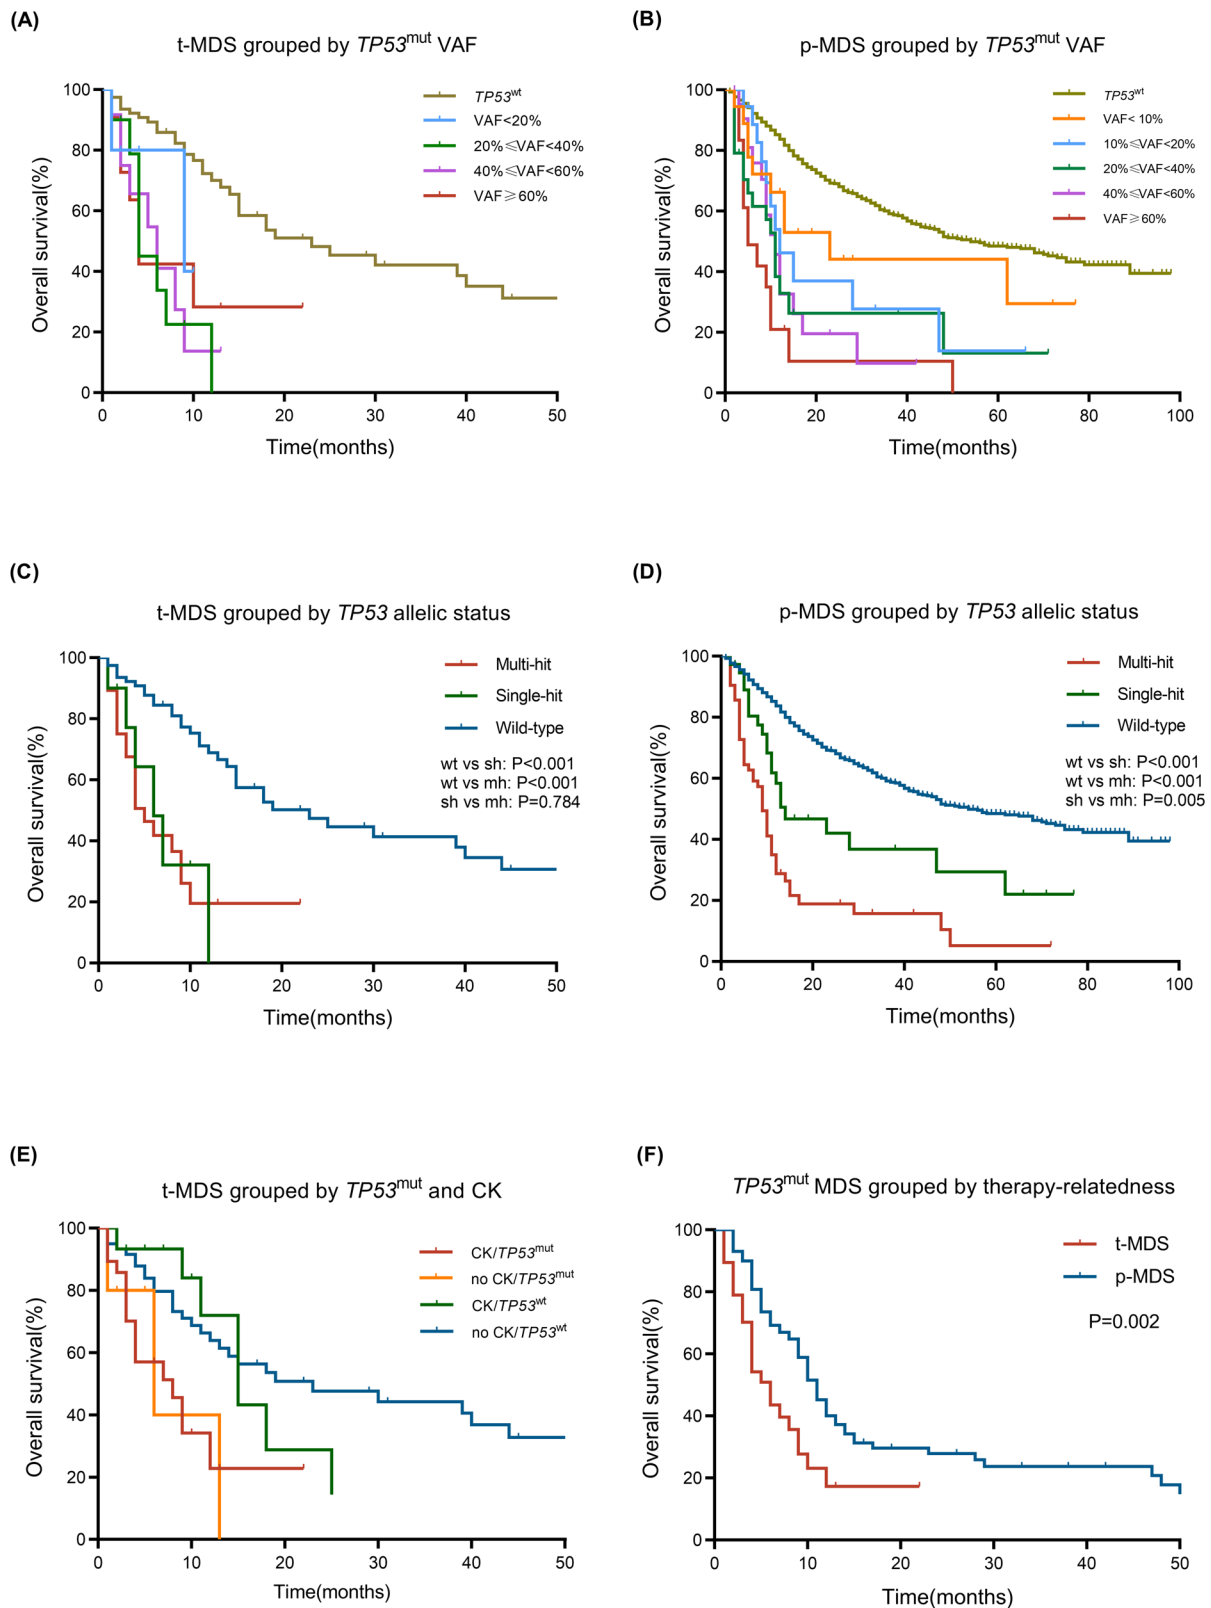 (A)
t-MDS grouped by TP53mut VAF
Overall survival(%)
100
80
60
40
20
0
0 10 20 30 40 50
Time(months)
TP53wt
VAF<20%
20%≤VAF<40%
40%≤VAF<60%
VAF≥60%
(B)
p-MDS grouped by TP53mut VAF
Overall survival(%)
100
80
60
40
20
0
0 20 40 60 80 100
Time(months)
TP53wt
VAF< 10%
10%≤VAF<20%
20%≤VAF<40%
40%≤VAF<60%
VAF≥60%
(C)
t-MDS grouped by TP53 allelic status
Overall survival(%)
100
80
60
40
20
0
0 10 20 30 40 50
Time(months)
Multi-hit
Single-hit
Wild-type
wt vs sh: P<0.001
wt vs mh: P<0.001
sh vs mh: P=0.784
(D)
p-MDS grouped by TP53 allelic status
Overall survival(%)
100
80
60
40
20
0
0 20 40 60 80 100
Time(months)
Multi-hit
Single-hit
Wild-type
wt vs sh: P<0.001
wt vs mh: P<0.001
sh vs mh: P=0.005
(E)
t-MDS grouped by TP53mut and CK
Overall survival(%)
100
80
60
40
20
0
0 10 20 30 40 50
Time(months)
CK/TP53mut
no CK/TP53mut
CK/TP53wt
no CK/TP53wt
(F)
TP53mut MDS grouped by therapy-relatedness
Overall survival(%)
100
80
60
40
20
0
0 10 20 30 40 50
Time(months)
t-MDS
p-MDS
P=0.002